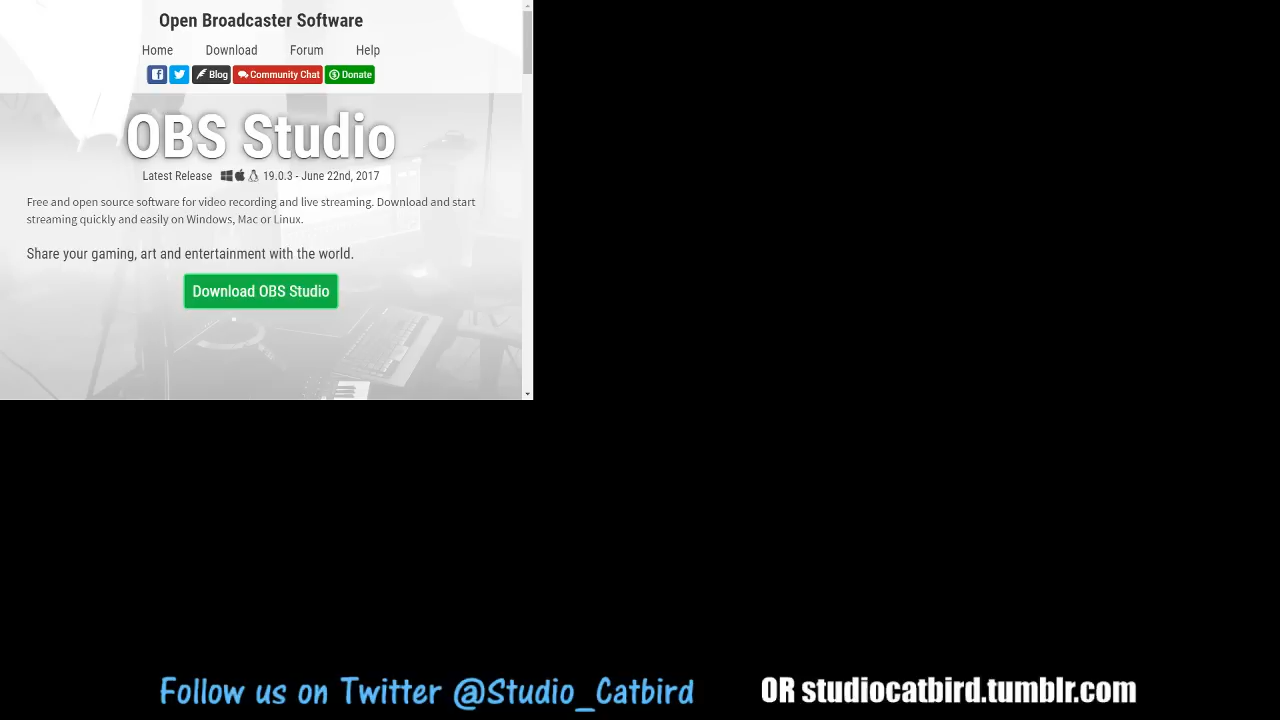 Open Broadcaster Software
Home Download Forum Help
Blog Community Chat Donate
OBS Studio
Latest Release 19.0.3 - June 22nd, 2017
Free and open source software for video recording and live streaming. Download and start
streaming quickly and easily on Windows, Mac or Linux.
Share your gaming, art and entertainment with the world.
Download OBS Studio
Follow us on Twitter @Studio_Catbird OR studiocatbird.tumblr.com